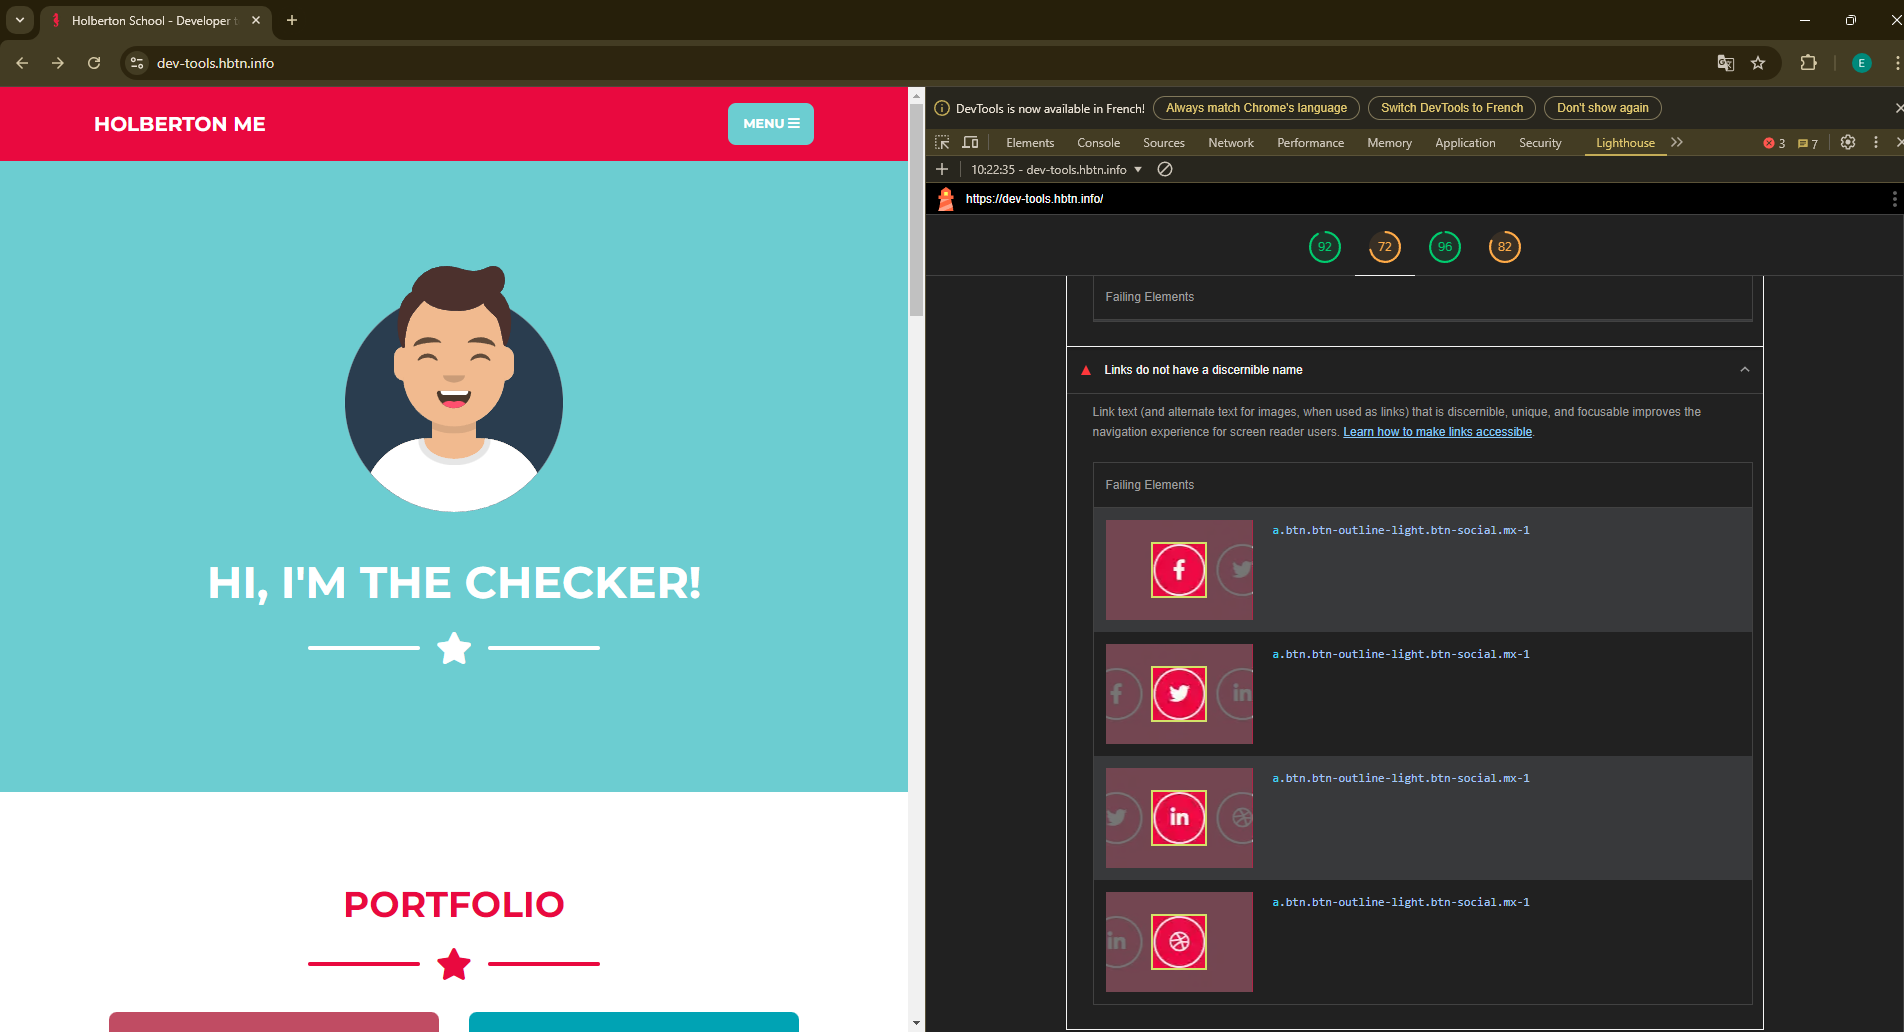 Holberton School - Developer t
dev-tools.hbtn.info
E
HOLBERTON ME
MENU
HI, I'M THE CHECKER!
PORTFOLIO
DevTools is now available in French!
Always match Chrome's language
Switch DevTools to French
Don't show again
Elements
Console
Sources
Network
Performance
Memory
Application
Security
Lighthouse
3
7
10:22:35 - dev-tools.hbtn.info
https://dev-tools.hbtn.info/
92
72
96
82
Failing Elements
Links do not have a discernible name
Link text (and alternate text for images, when used as links) that is discernible, unique, and focusable improves the
navigation experience for screen reader users. Learn how to make links accessible.
Failing Elements
a.btn.btn-outline-light.btn-social.mx-1
a.btn.btn-outline-light.btn-social.mx-1
a.btn.btn-outline-light.btn-social.mx-1
a.btn.btn-outline-light.btn-social.mx-1